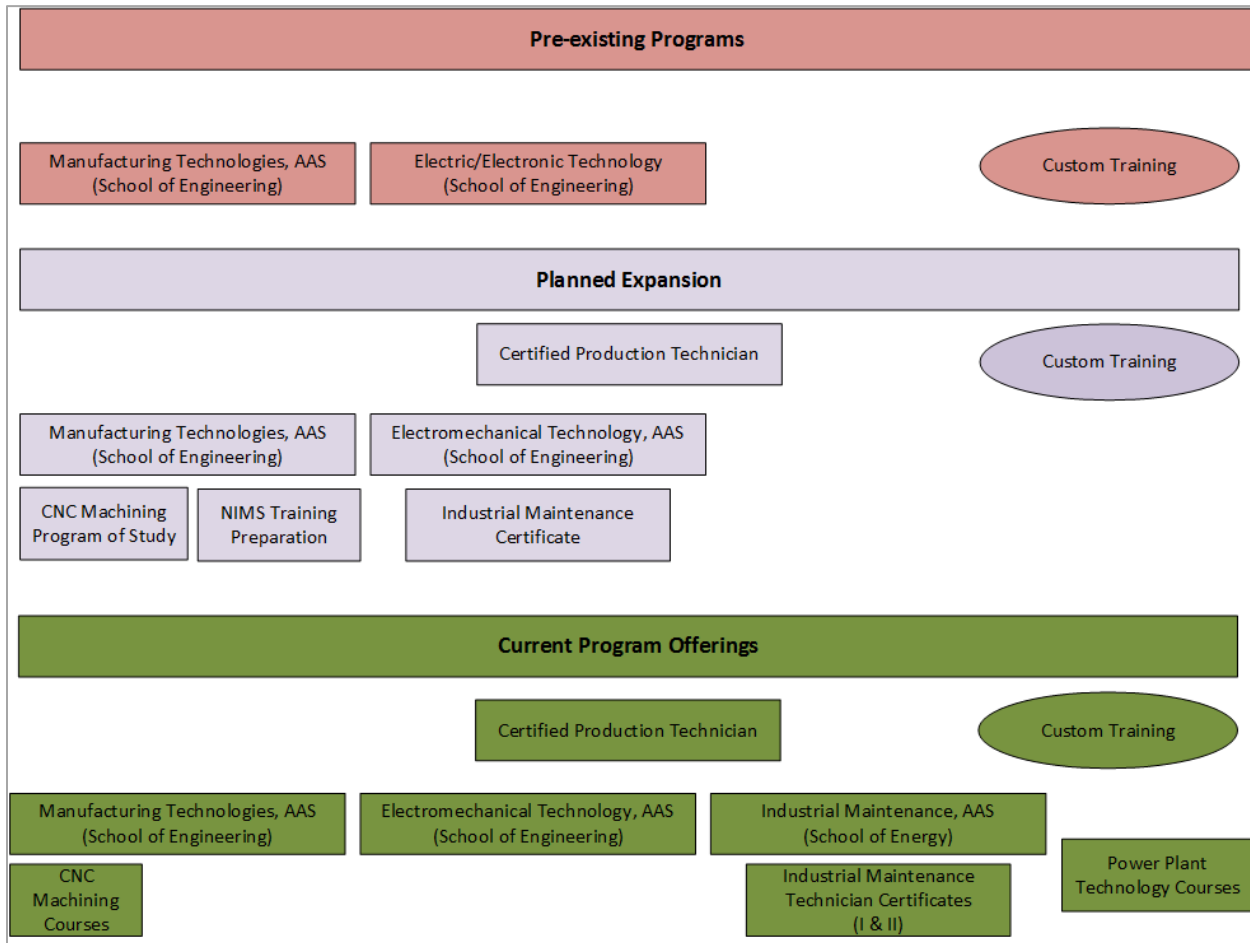 Pre-existing Programs
Manufacturing Technologies, AAS
(School of Engineering)
Electric/Electronic Technology
(School of Engineering)
Custom Training
Planned Expansion
Certified Production Technician
Custom Training
Manufacturing Technologies, AAS
(School of Engineering)
Electromechanical Technology, AAS
(School of Engineering)
CNC Machining
Program of Study
NIMS Training
Preparation
Industrial Maintenance
Certificate
Current Program Offerings
Certified Production Technician
Custom Training
Manufacturing Technologies, AAS
(School of Engineering)
Electromechanical Technology, AAS
(School of Engineering)
Industrial Maintenance, AAS
(School of Energy)
Power Plant
Technology Courses
CNC
Machining
Courses
Industrial Maintenance
Technician Certificates
(I & II)